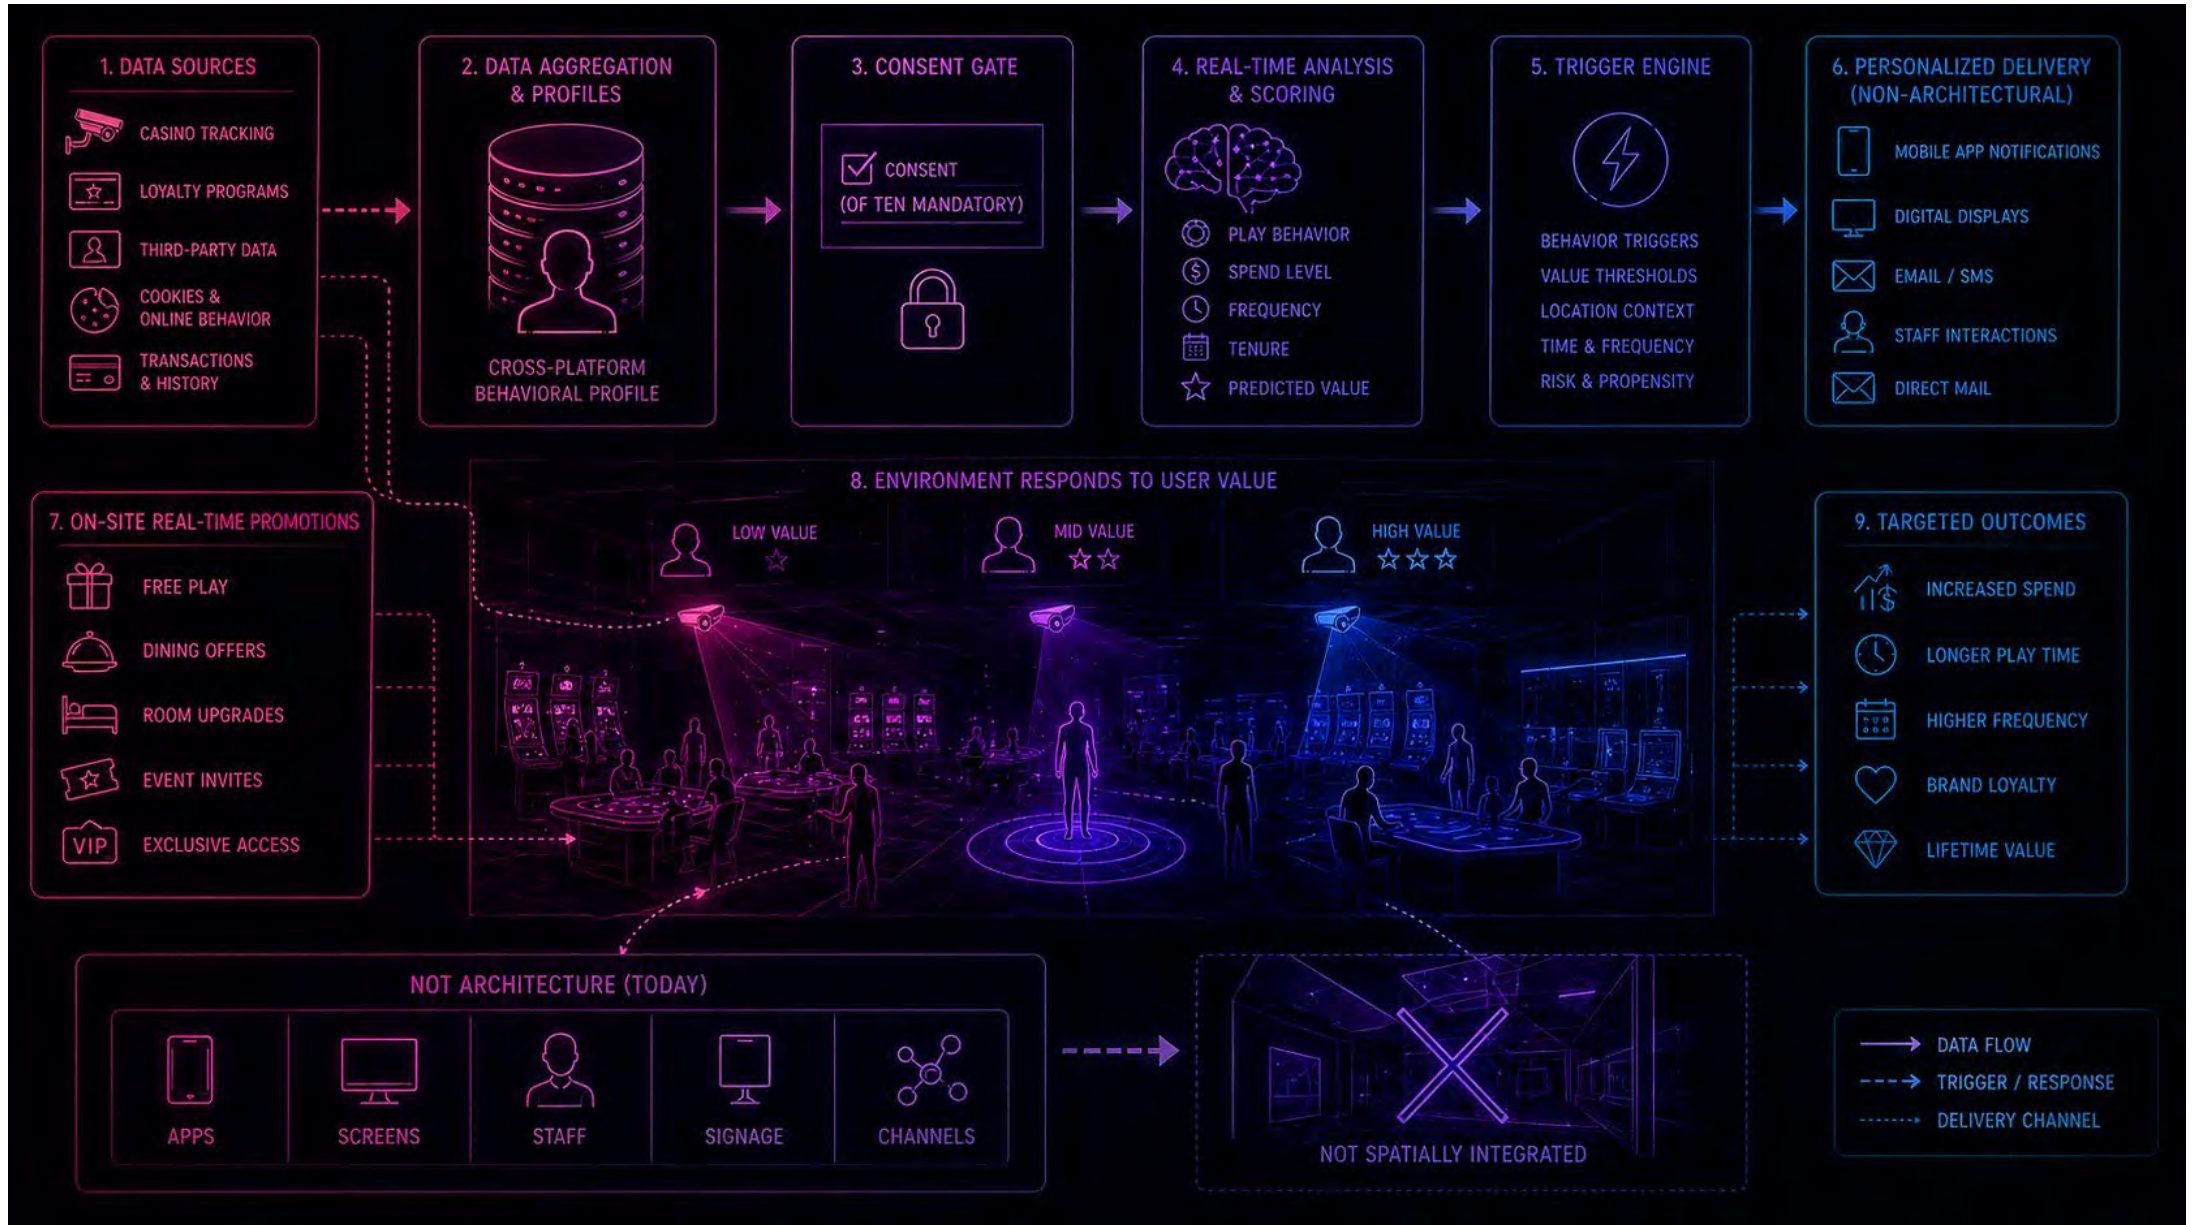 1. DATA SOURCES
CASINO TRACKING
LOYALTY PROGRAMS
THIRD-PARTY DATA
COOKIES &
ONLINE BEHAVIOR
TRANSACTIONS
& HISTORY
2. DATA AGGREGATION
& PROFILES
CROSS-PLATFORM
BEHAVIORAL PROFILE
3. CONSENT GATE
CONSENT
(OF TEN MANDATORY)
4. REAL-TIME ANALYSIS
& SCORING
PLAY BEHAVIOR
SPEND LEVEL
FREQUENCY
TENURE
PREDICTED VALUE
5. TRIGGER ENGINE
BEHAVIOR TRIGGERS
VALUE THRESHOLDS
LOCATION CONTEXT
TIME & FREQUENCY
RISK & PROPENSITY
6. PERSONALIZED DELIVERY
(NON-ARCHITECTURAL)
MOBILE APP NOTIFICATIONS
DIGITAL DISPLAYS
EMAIL / SMS
STAFF INTERACTIONS
DIRECT MAIL
7. ON-SITE REAL-TIME PROMOTIONS
FREE PLAY
DINING OFFERS
ROOM UPGRADES
EVENT INVITES
VIP
EXCLUSIVE ACCESS
8. ENVIRONMENT RESPONDS TO USER VALUE
LOW VALUE
MID VALUE
HIGH VALUE
9. TARGETED OUTCOMES
INCREASED SPEND
LONGER PLAY TIME
HIGHER FREQUENCY
BRAND LOYALTY
LIFETIME VALUE
NOT ARCHITECTURE (TODAY)
APPS
SCREENS
STAFF
SIGNAGE
CHANNELS
NOT SPATIALLY INTEGRATED
DATA FLOW
TRIGGER / RESPONSE
DELIVERY CHANNEL